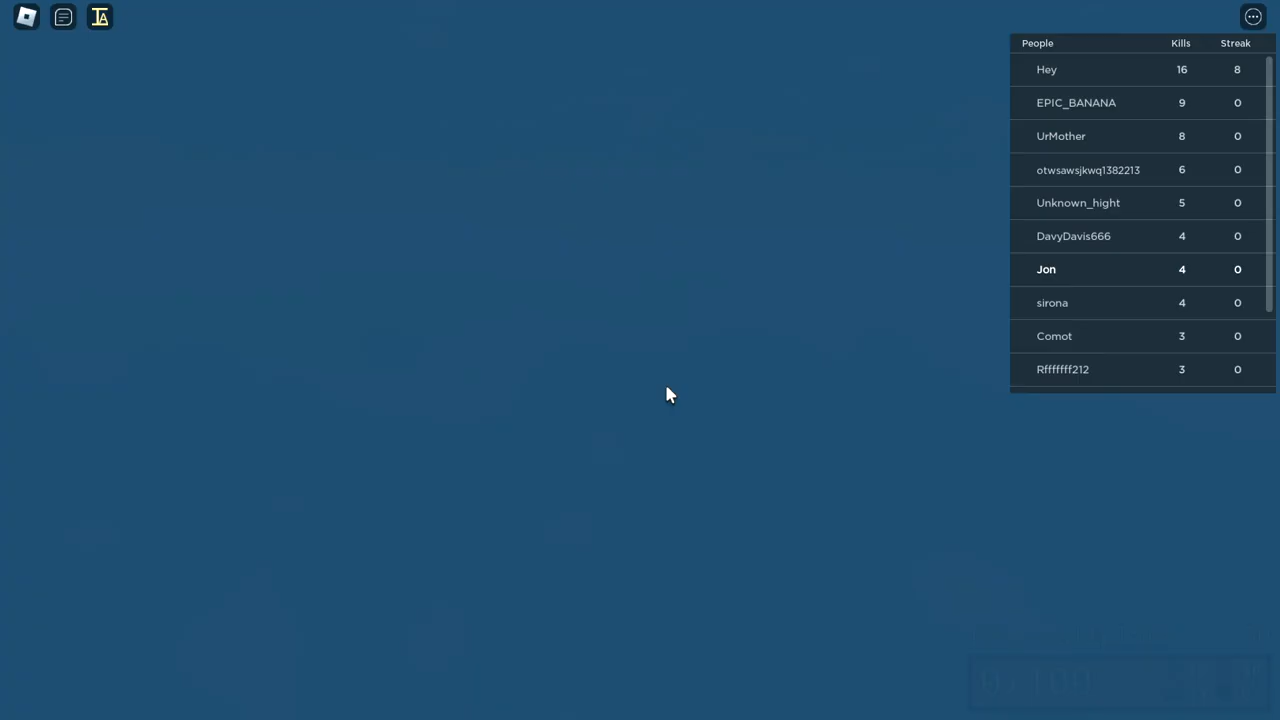 People Kills Streak
Hey 16 8
EPIC_BANANA 9 0
UrMother 8 0
otwsawsjkwq1382213 6 0
Unknown_hight 5 0
DavyDavis666 4 0
Jon 4 0
sirona 4 0
Comot 3 0
Rfffffff212 3 0